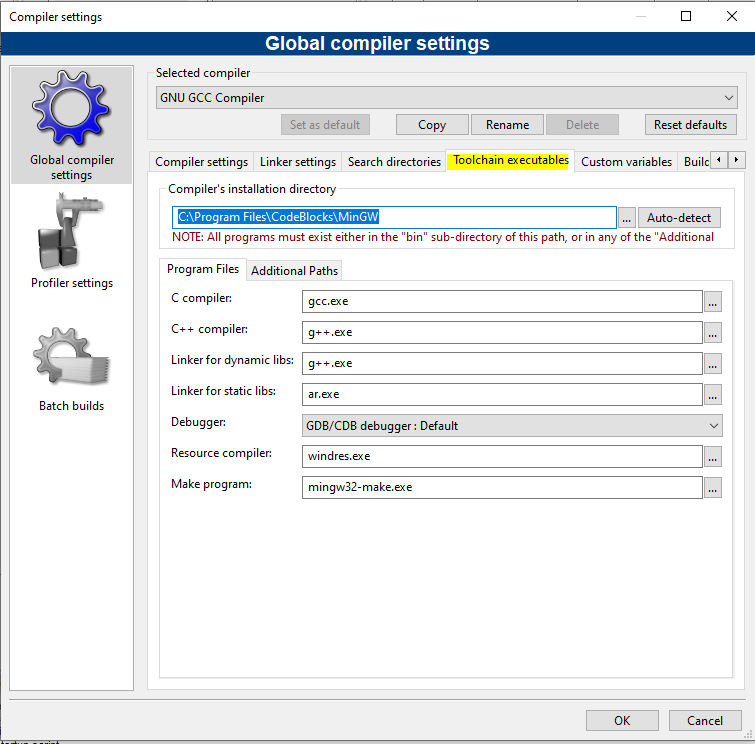 Compiler settings
Global compiler settings
Global compiler
settings
Profiler settings
Batch builds
Selected compiler
GNU GCC Compiler
Set as default
Copy
Rename
Delete
Reset defaults
Compiler settings
Linker settings
Search directories
Toolchain executables
Custom variables
Build
Compiler's installation directory
C:\Program Files\CodeBlocks\MinGW
...
Auto-detect
NOTE: All programs must exist either in the "bin" sub-directory of this path, or in any of the "Additional
Program Files
Additional Paths
C compiler:
gcc.exe
...
C++ compiler:
g++.exe
...
Linker for dynamic libs:
g++.exe
...
Linker for static libs:
ar.exe
...
Debugger:
GDB/CDB debugger : Default
Resource compiler:
windres.exe
...
Make program:
mingw32-make.exe
...
OK
Cancel